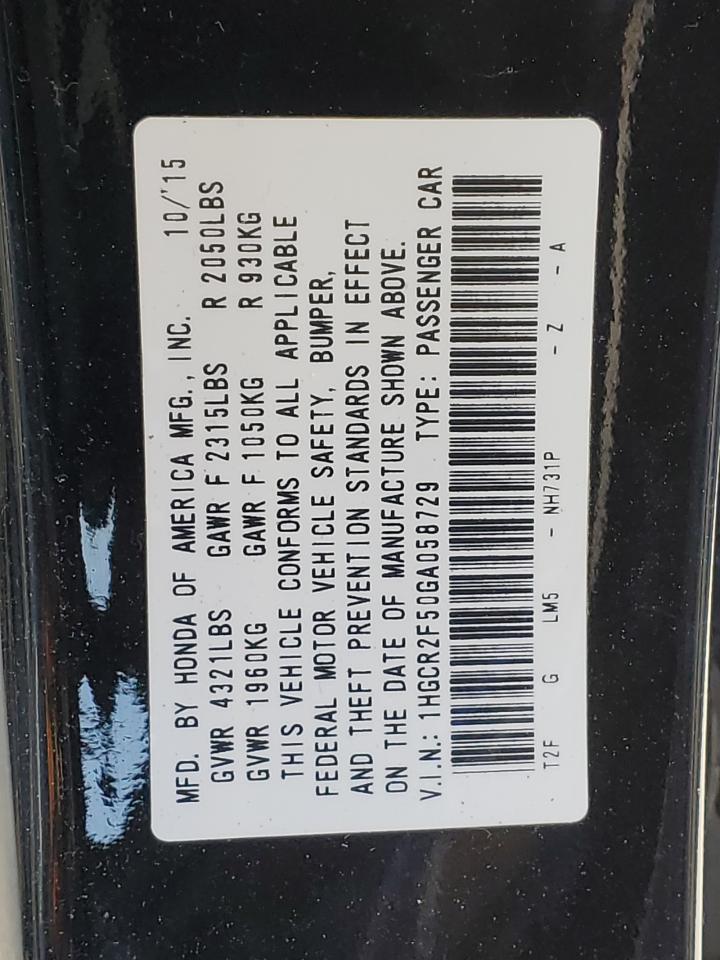 MFD. BY HONDA OF AMERICA MFG., INC. 10/'15
GVWR 4321LBS GAWR F 2315LBS R 2050LBS
GVWR 1960KG GAWR F 1050KG R 930KG
THIS VEHICLE CONFORMS TO ALL APPLICABLE
FEDERAL MOTOR VEHICLE SAFETY, BUMPER,
AND THEFT PREVENTION STANDARDS IN EFFECT
ON THE DATE OF MANUFACTURE SHOWN ABOVE.
V.I.N.: 1HGCR2F50GA058729 TYPE: PASSENGER CAR
T2F G LM5 - NH731P - Z - A